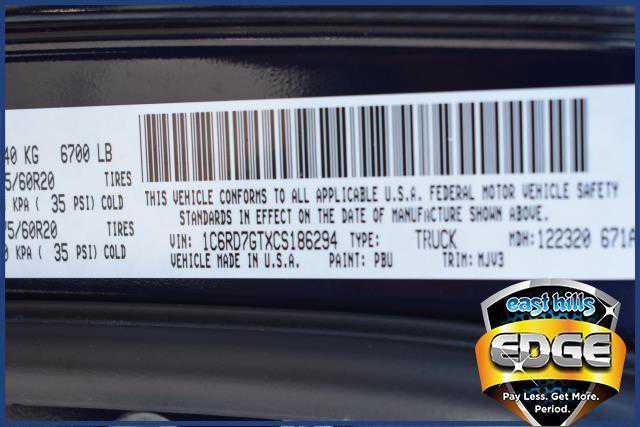 40 KG 6700 LB
5/60R20 TIRES
KPA ( 35 PSI) COLD
75/60R20 TIRES
0 KPA ( 35 PSI) COLD
THIS VEHICLE CONFORMS TO ALL APPLICABLE U.S.A. FEDERAL MOTOR VEHICLE SAFETY
STANDARDS IN EFFECT ON THE DATE OF MANUFACTURE SHOWN ABOVE.
VIN: 1C6RD7GTXCS186294 TYPE: TRUCK MDH: 122320 671A
VEHICLE MADE IN U.S.A. PAINT: PBU TRIM: MJV3
east hills
EDGE
Pay Less. Get More.
Period.